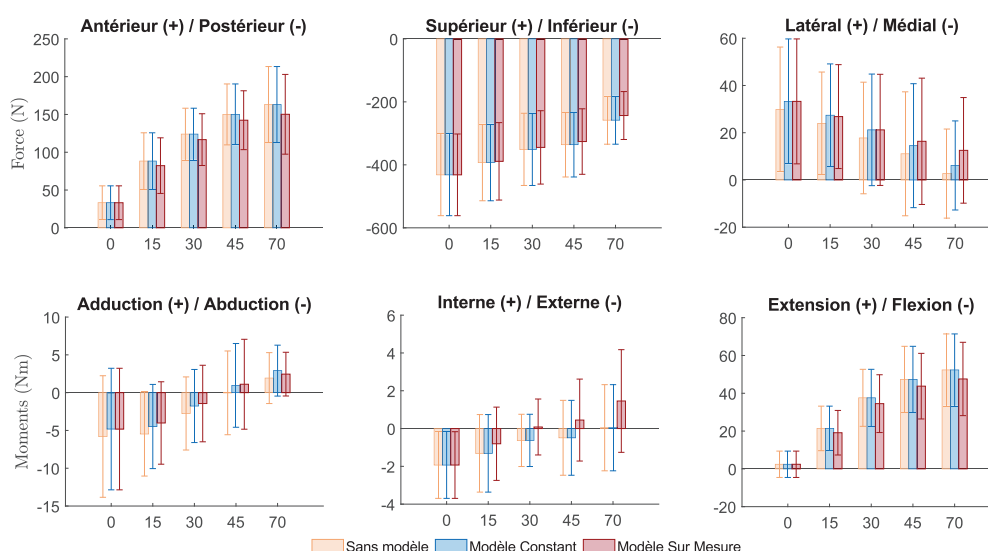 Antérieur (+) / Postérieur (-)
Supérieur (+) / Inférieur (-)
Latéral (+) / Médial (-)
Force (N)
250
200
150
100
50
0
0 15 30 45 70
0
-200
-400
-600
0 15 30 45 70
60
40
20
0
-20
0 15 30 45 70
Adduction (+) / Abduction (-)
Interne (+) / Externe (-)
Extension (+) / Flexion (-)
Moments (Nm)
10
5
0
-5
-10
-15
0 15 30 45 70
6
4
2
0
-2
-4
0 15 30 45 70
80
60
40
20
0
-20
0 15 30 45 70
Sans modèle Modèle Constant Modèle Sur Mesure